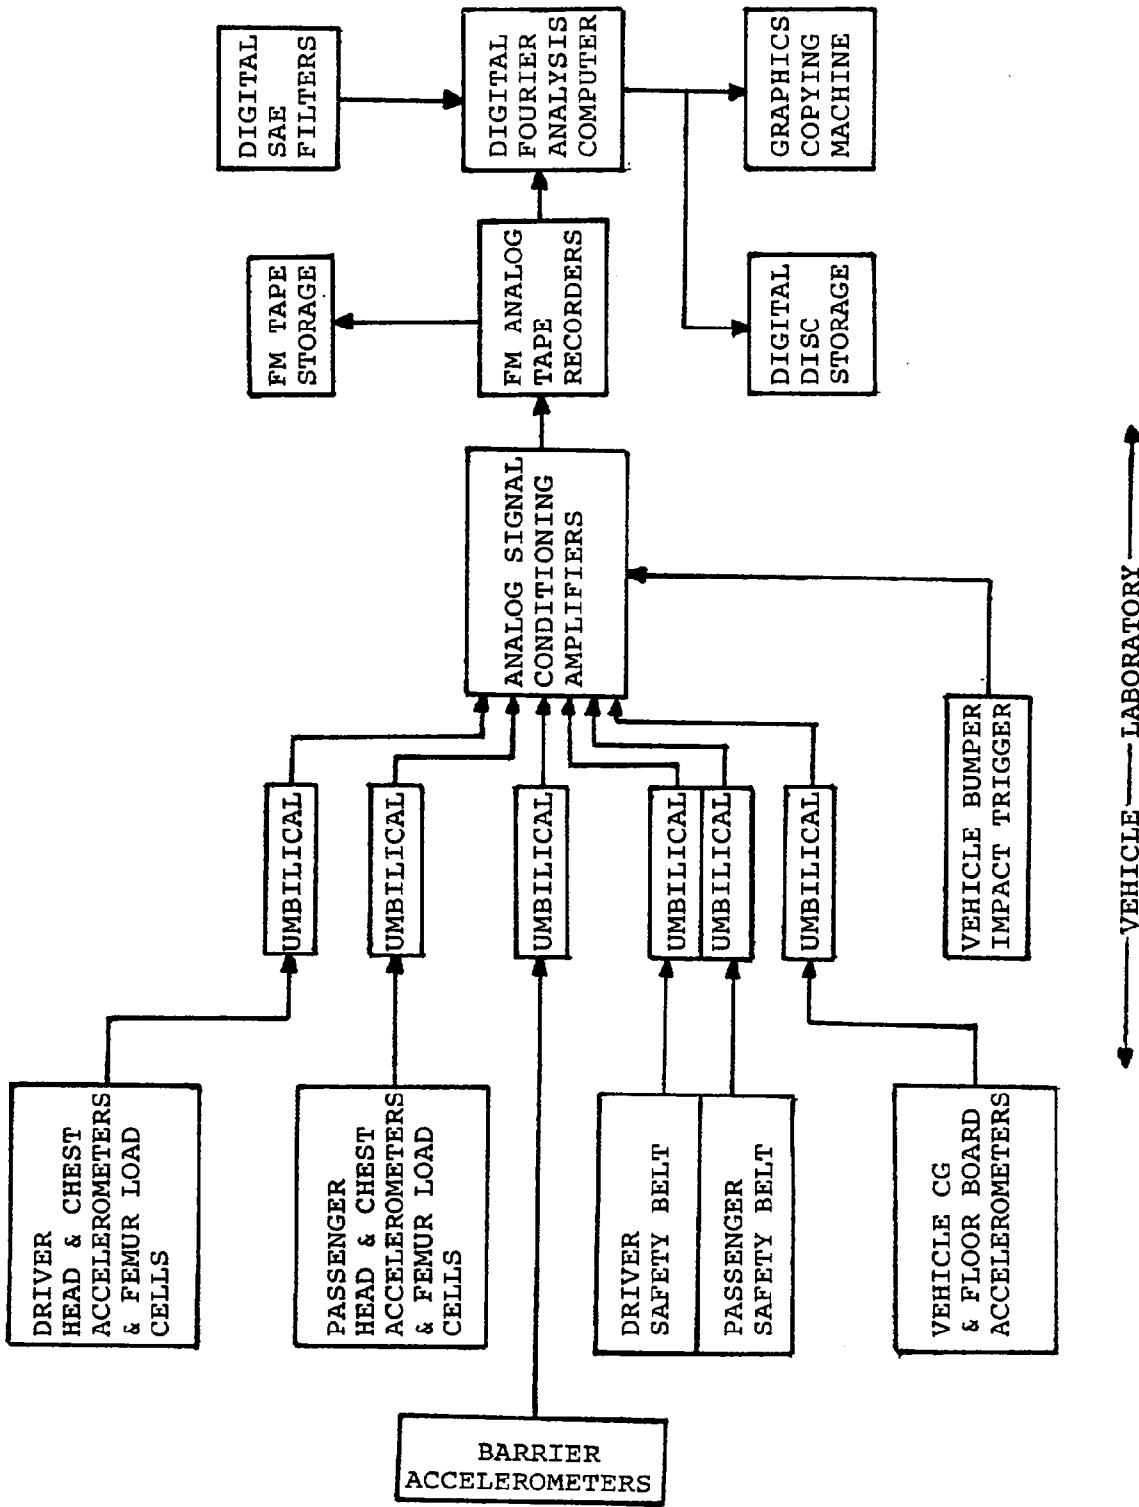 DRIVER
HEAD & CHEST
ACCELEROMETERS
& FEMUR LOAD
CELLS
PASSENGER
HEAD & CHEST
ACCELEROMETERS
& FEMUR LOAD
CELLS
BARRIER
ACCELEROMETERS
DRIVER
SAFETY BELT
PASSENGER
SAFETY BELT
VEHICLE CG
& FLOOR BOARD
ACCELEROMETERS
UMBILICAL
UMBILICAL
UMBILICAL
UMBILICAL
UMBILICAL
UMBILICAL
VEHICLE BUMPER
IMPACT TRIGGER
ANALOG SIGNAL
CONDITIONING
AMPLIFIERS
FM TAPE
STORAGE
FM ANALOG
TAPE
RECORDERS
DIGITAL
DISC
STORAGE
DIGITAL
SAE
FILTERS
DIGITAL
FOURIER
ANALYSIS
COMPUTER
GRAPHICS
COPYING
MACHINE
VEHICLE LABORATORY